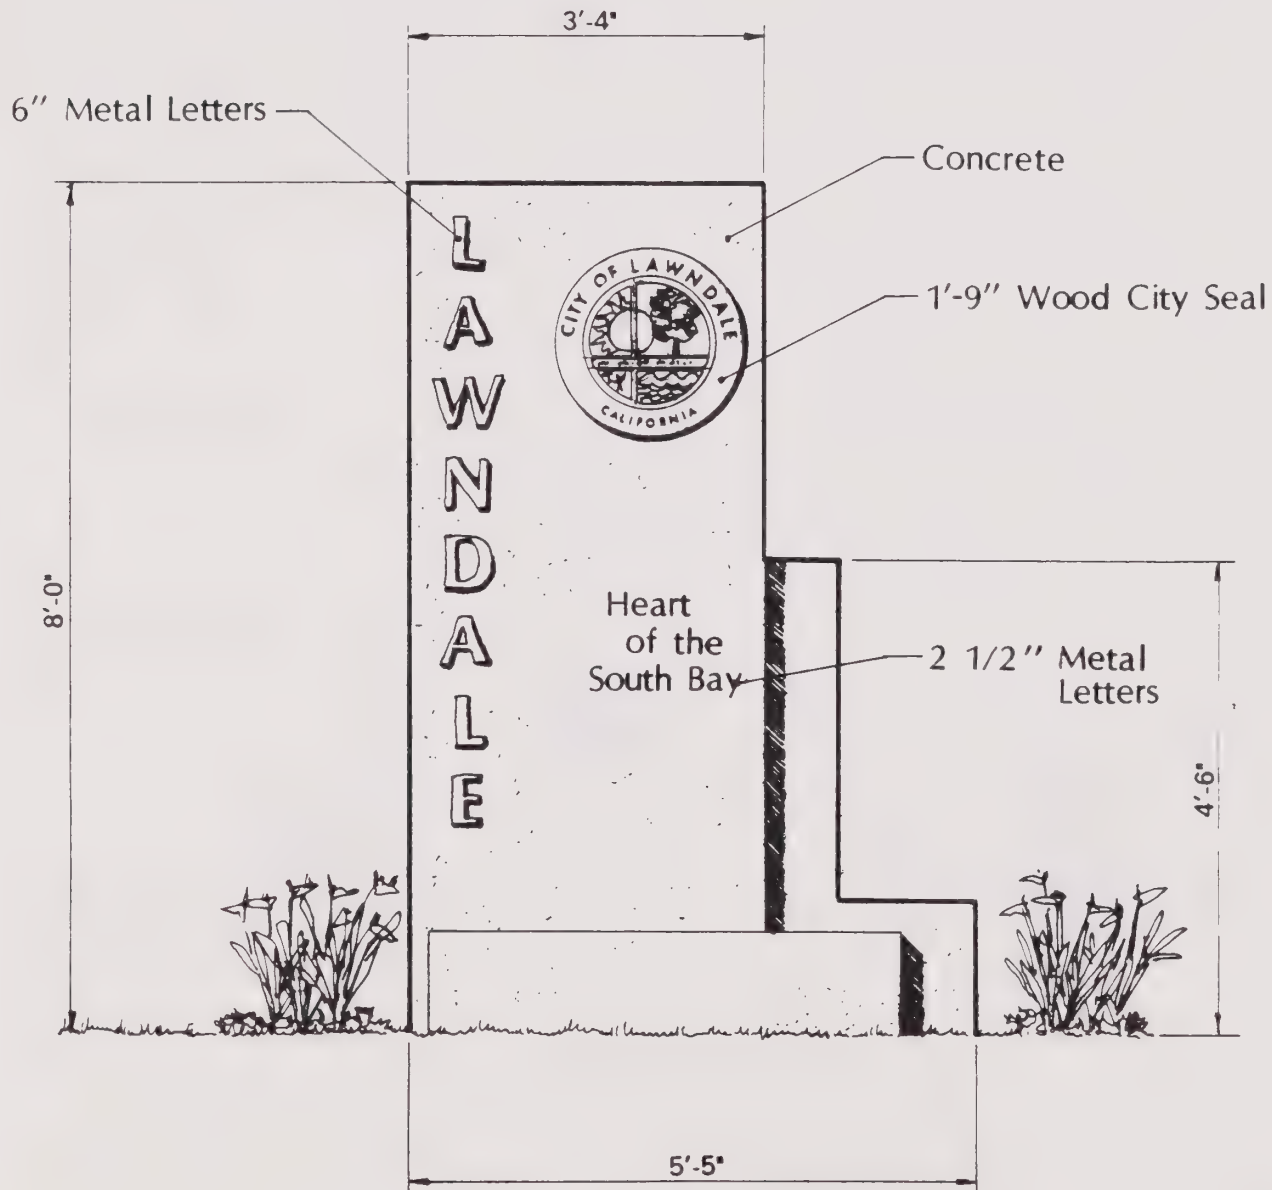 3'-4"
6" Metal Letters
Concrete
LAWNDALE
CITY OF LAWNDALE
CALIFORNIA
1'-9" Wood City Seal
8'-0"
Heart
of the
South Bay
2 1/2" Metal
Letters
4'-6"
5'-5"